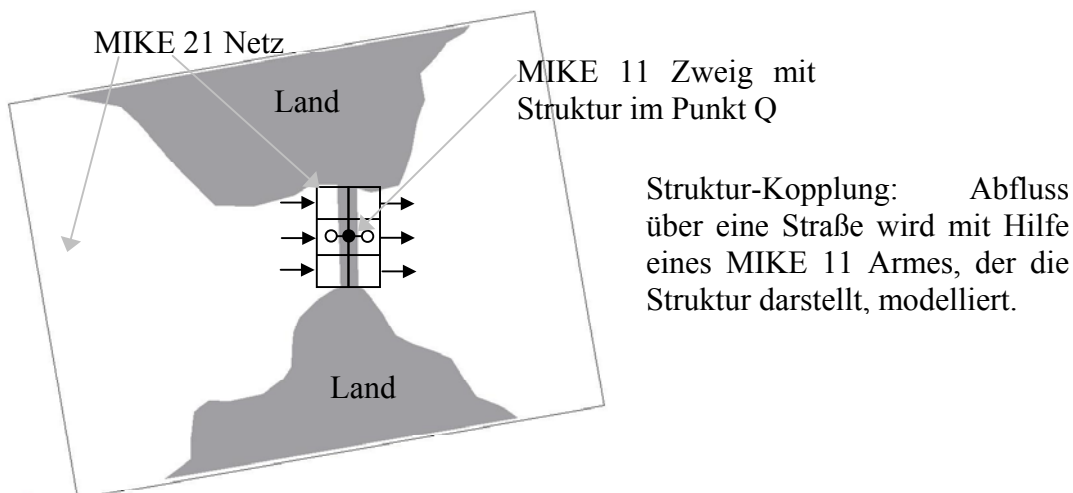 MIKE 21 Netz
Land
MIKE 11 Zweig mit
Struktur im Punkt Q
Struktur-Kopplung: Abfluss
über eine Straße wird mit Hilfe
eines MIKE 11 Armes, der die
Struktur darstellt, modelliert.
Land